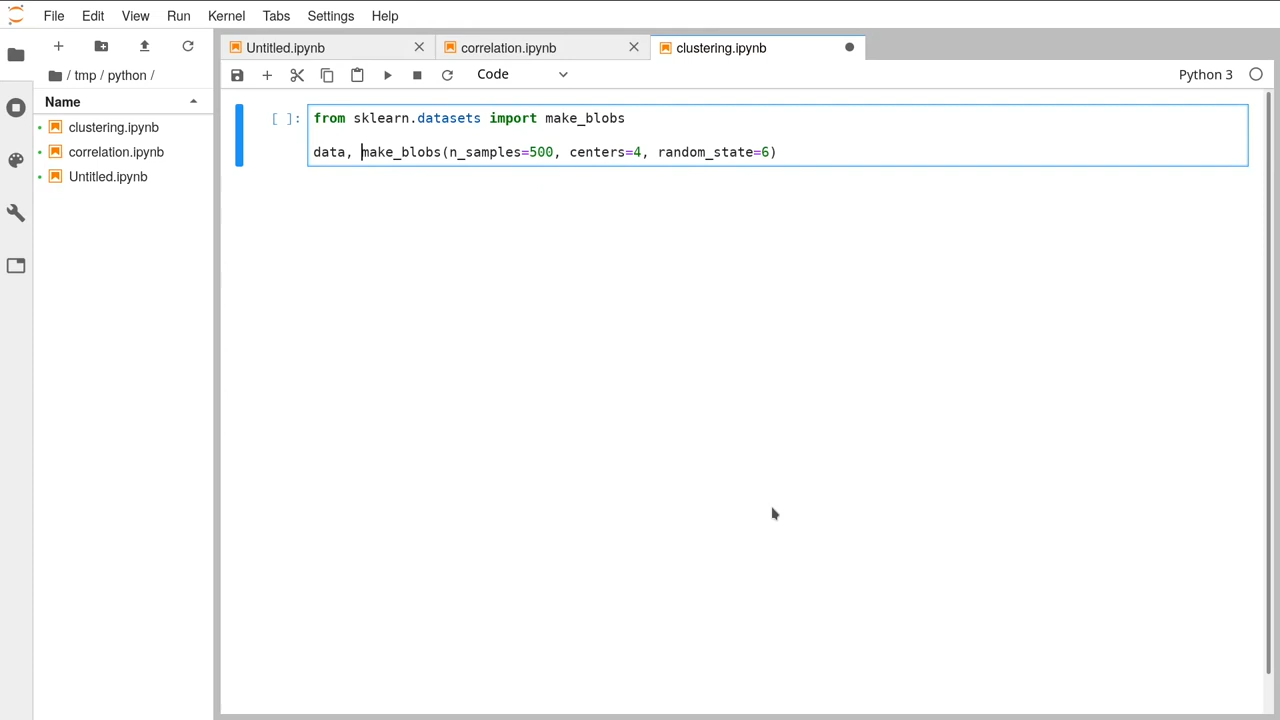 File Edit View Run Kernel Tabs Settings Help
Untitled.ipynb correlation.ipynb clustering.ipynb
/ tmp / python /
Code
Python 3
Name
clustering.ipynb
correlation.ipynb
Untitled.ipynb
[ ]: from sklearn.datasets import make_blobs
data, make_blobs(n_samples=500, centers=4, random_state=6)